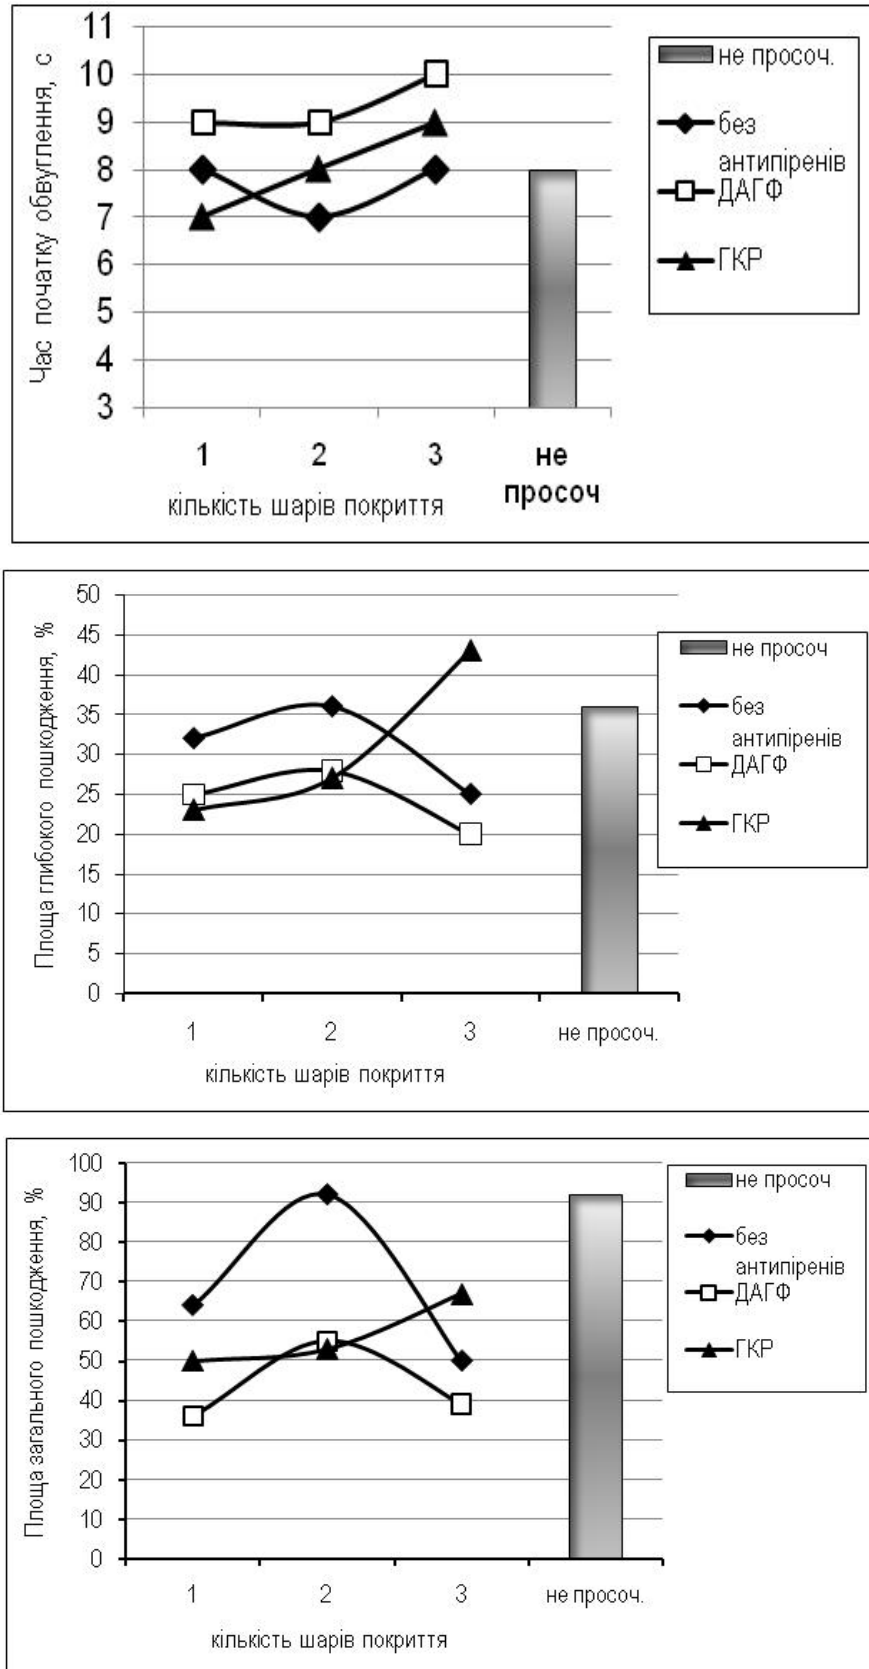 Час початку обвуглення, с
11
10
9
8
7
6
5
4
3
1
2
3
не
просоч
кількість шарів покриття
не просоч.
без
антипіренів
ДАГФ
ГКР
Площа глибокого пошкодження, %
50
45
40
35
30
25
20
15
10
5
0
1
2
3
не просоч.
кількість шарів покриття
не просоч
без
антипіренів
ДАГФ
ГКР
Площа загального пошкодження, %
100
90
80
70
60
50
40
30
20
10
0
1
2
3
не просоч.
кількість шарів покриття
не просоч
без
антипіренів
ДАГФ
ГКР